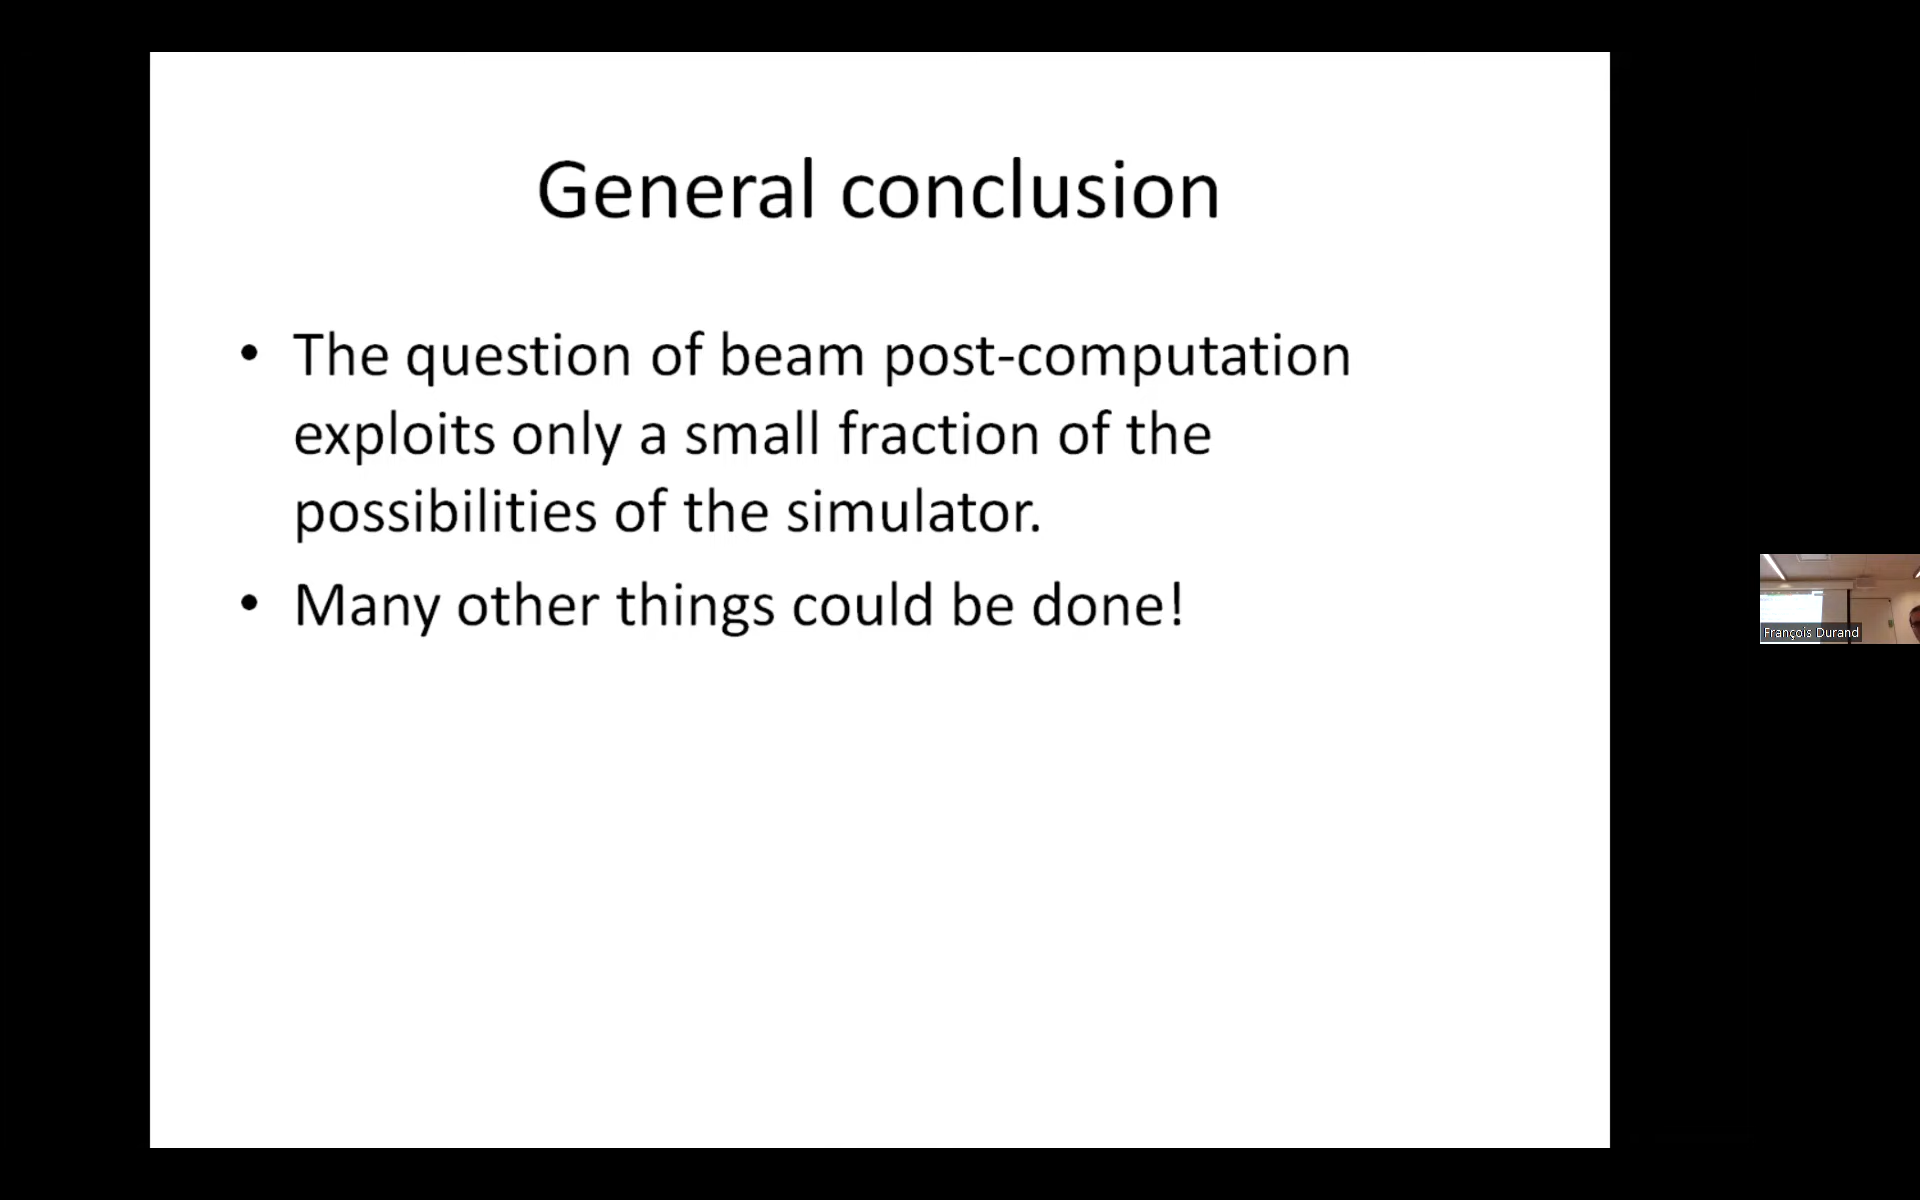 General conclusion
• The question of beam post-computation
exploits only a small fraction of the
possibilities of the simulator.
• Many other things could be done!
François Durand